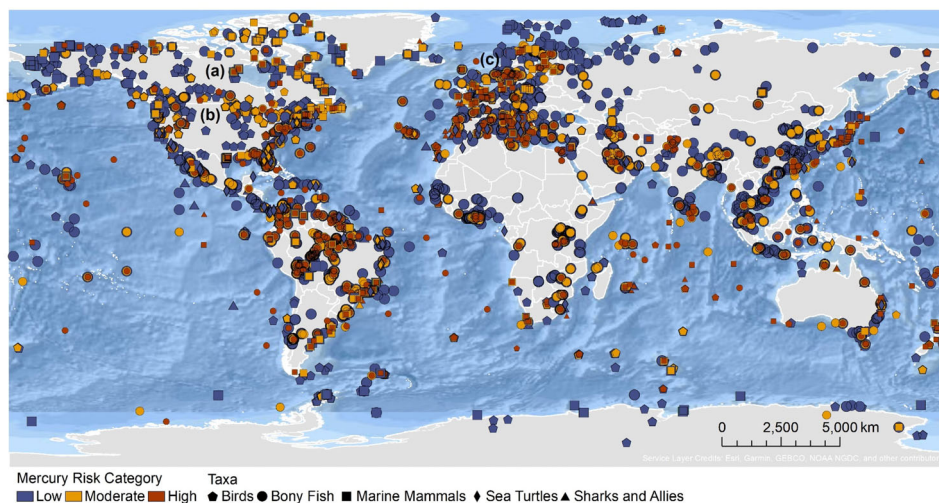 (a)
(b)
(c)
0 2,500 5,000 km
Service Layer Credits: Esri, Garmin, GEBCO, NOAA NGDC, and other contributors
Mercury Risk Category Taxa
Low Moderate High Birds Bony Fish Marine Mammals Sea Turtles Sharks and Allies